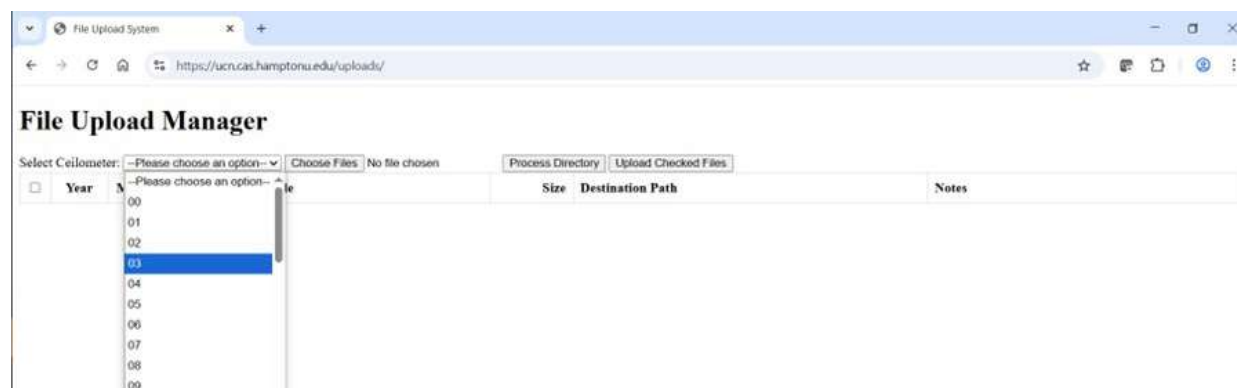 File Upload System
https://ucn.cas.hamptonu.edu/uploads/
File Upload Manager
Select Ceilometer: --Please choose an option-- Choose Files No file chosen Process Directory Upload Checked Files
Year M le Size Destination Path Notes
--Please choose an option--
00
01
02
03
04
05
06
07
08
09